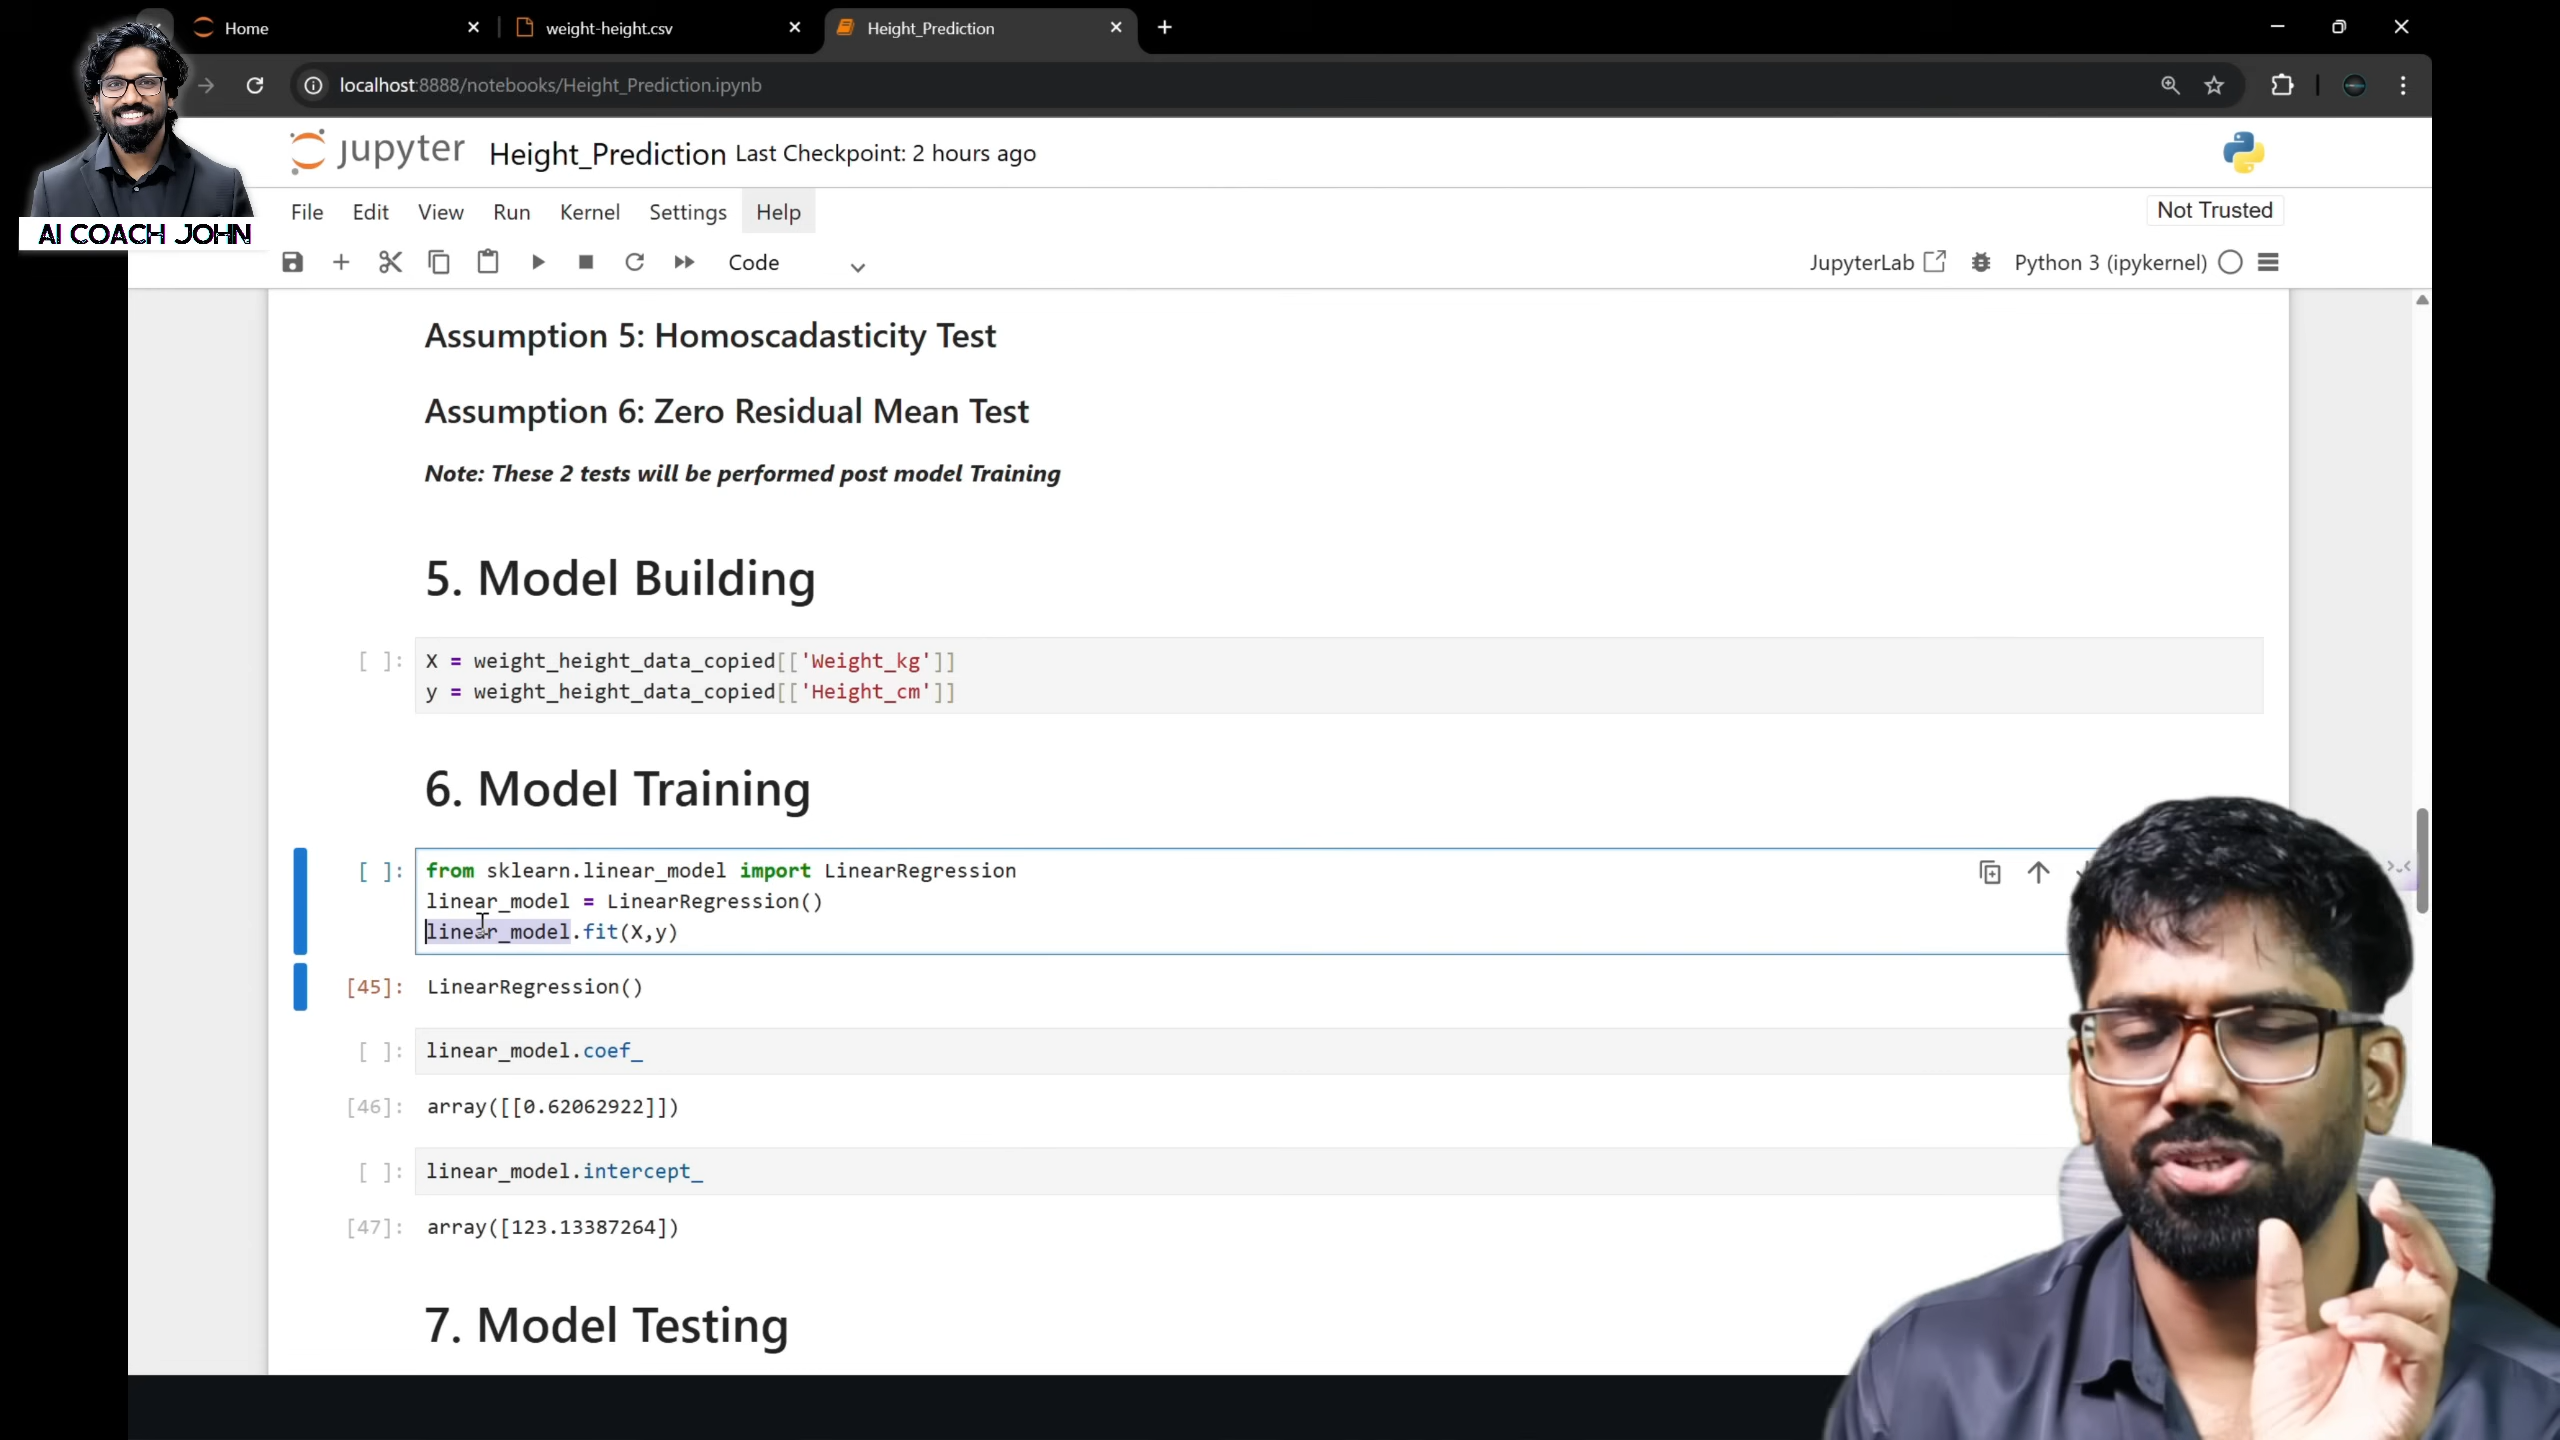 Home
weight-height.csv
Height_Prediction
localhost:8888/notebooks/Height_Prediction.ipynb
AI COACH JOHN
jupyter Height_Prediction Last Checkpoint: 2 hours ago
File Edit View Run Kernel Settings Help
Not Trusted
Code
JupyterLab
Python 3 (ipykernel)
Assumption 5: Homoscadasticity Test
Assumption 6: Zero Residual Mean Test
Note: These 2 tests will be performed post model Training
5. Model Building
[ ]: X = weight_height_data_copied[['Weight_kg']]
y = weight_height_data_copied[['Height_cm']]
6. Model Training
[ ]: from sklearn.linear_model import LinearRegression
linear_model = LinearRegression()
linear_model.fit(X,y)
[45]: LinearRegression()
[ ]: linear_model.coef_
[46]: array([[0.62062922]])
[ ]: linear_model.intercept_
[47]: array([123.13387264])
7. Model Testing